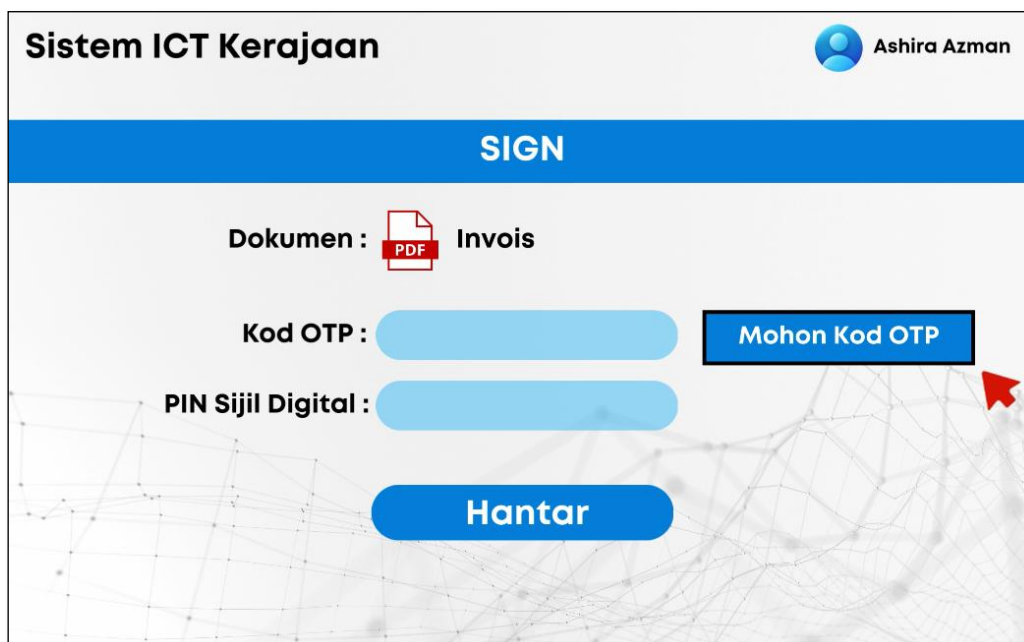 Sistem ICT Kerajaan
Ashira Azman
SIGN
Dokumen :
PDF
Invois
Kod OTP :
Mohon Kod OTP
PIN Sijil Digital :
Hantar